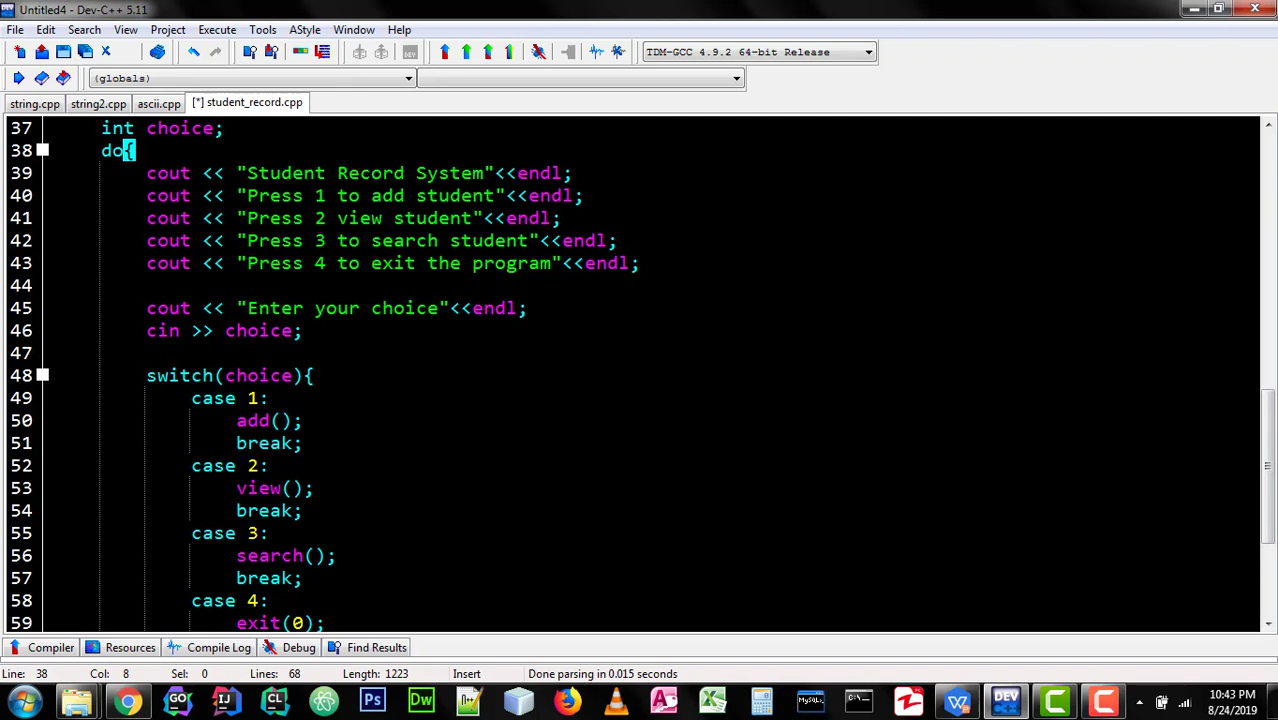 Untitled4 - Dev-C++ 5.11
File Edit Search View Project Execute Tools AStyle Window Help
TDM-GCC 4.9.2 64-bit Release
(globals)
string.cpp string2.cpp ascii.cpp [*] student_record.cpp
37 int choice;
38 do{
39 cout << "Student Record System"<<endl;
40 cout << "Press 1 to add student"<<endl;
41 cout << "Press 2 view student"<<endl;
42 cout << "Press 3 to search student"<<endl;
43 cout << "Press 4 to exit the program"<<endl;
44
45 cout << "Enter your choice"<<endl;
46 cin >> choice;
47
48 switch(choice){
49 case 1:
50 add();
51 break;
52 case 2:
53 view();
54 break;
55 case 3:
56 search();
57 break;
58 case 4:
59 exit(0);
Compiler Resources Compile Log Debug Find Results
Line: 38 Col: 8 Sel: 0 Lines: 68 Length: 1223 Insert Done parsing in 0.015 seconds
GO IJ CL Ps Dw MySQL C:\ W DEV C C 10:43 PM
8/24/2019